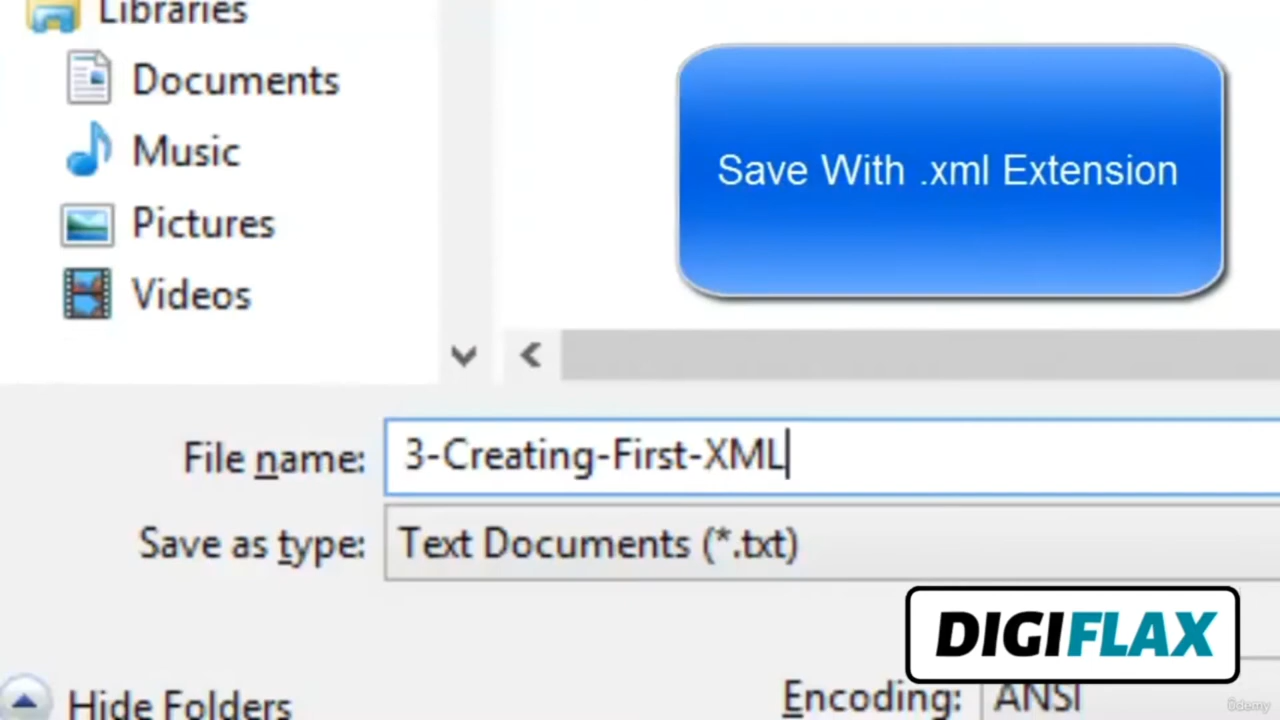 Libraries
Documents
Music
Pictures
Videos
Save With .xml Extension
File name: 3-Creating-First-XML
Save as type: Text Documents (*.txt)
DIGIFLAX
Hide Folders
Encoding: ANSI
ûdemy